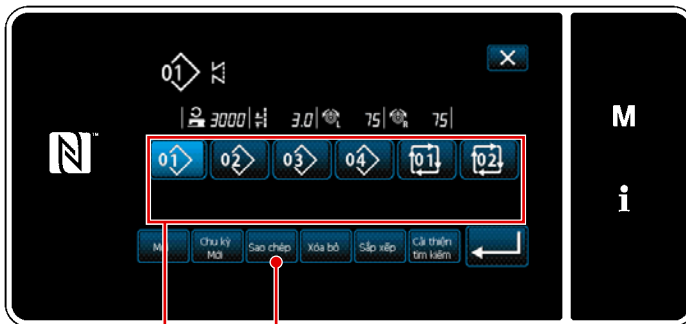 01
3000 3.0 L 75 R 75
M
N
01 02 03 04 01 02
i
Mới Chu kỳ Mới Sao chép Xóa bỏ Sắp xếp Cải thiện tìm kiếm